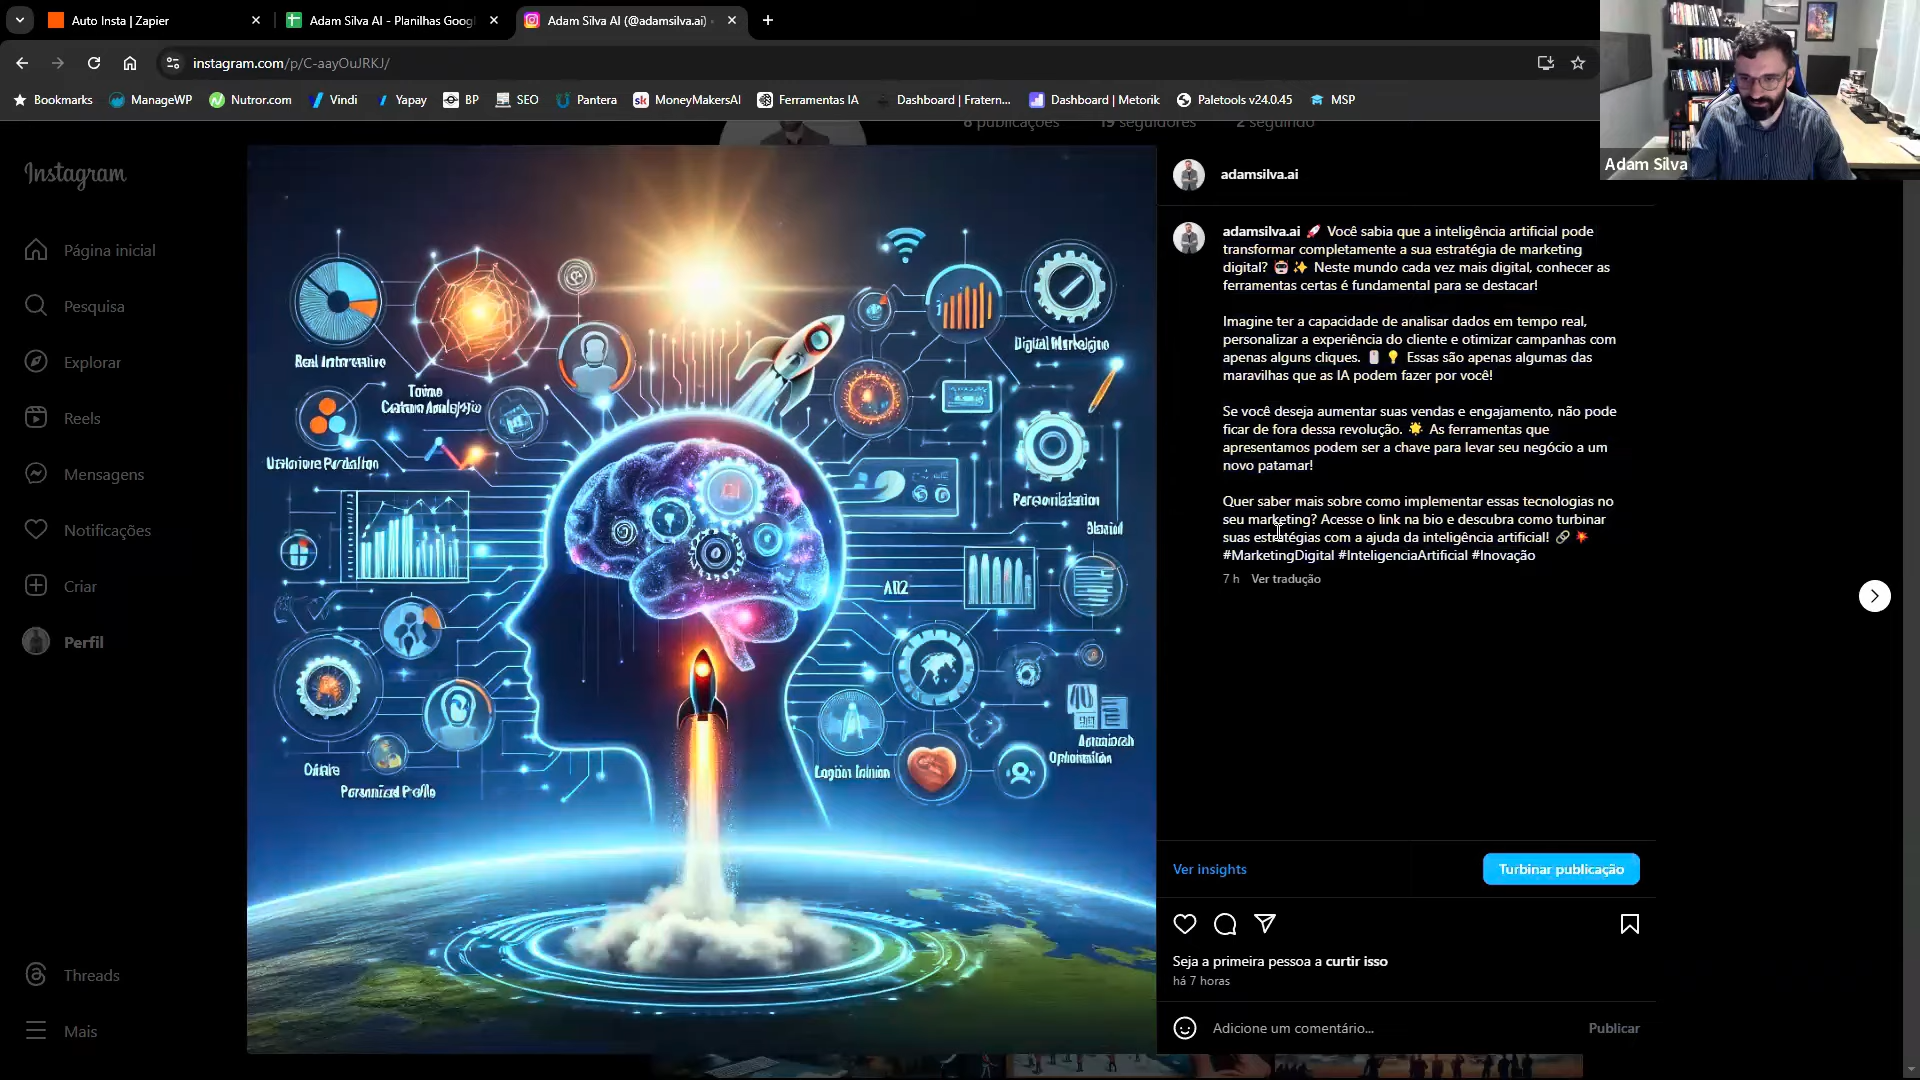 Auto Insta | Zapier
Adam Silva AI - Planilhas Goog
Adam Silva AI (@adamsilva.ai)
instagram.com/p/C-aayOuJRKJ/
Bookmarks
ManageWP
Nutror.com
Vindi
Yapay
BP
SEO
Pantera
sk MoneyMakersAI
Ferramentas IA
Dashboard | Fratern...
Dashboard | Metorik
Paletools v24.0.45
MSP
Adam Silva
8 publicações
19 seguidores
2 seguindo
Instagram
Página inicial
Pesquisa
Explorar
Reels
Mensagens
Notificações
Criar
Perfil
Threads
Mais
adamsilva.ai
adamsilva.ai 🚀 Você sabia que a inteligência artificial pode
transformar completamente a sua estratégia de marketing
digital? 🤖 ✨ Neste mundo cada vez mais digital, conhecer as
ferramentas certas é fundamental para se destacar!
Imagine ter a capacidade de analisar dados em tempo real,
personalizar a experiência do cliente e otimizar campanhas com
apenas alguns cliques. 🖱️ 💡 Essas são apenas algumas das
maravilhas que as IA podem fazer por você!
Se você deseja aumentar suas vendas e engajamento, não pode
ficar de fora dessa revolução. 🌟 As ferramentas que
apresentamos podem ser a chave para levar seu negócio a um
novo patamar!
Quer saber mais sobre como implementar essas tecnologias no
seu marketing? Acesse o link na bio e descubra como turbinar
suas estratégias com a ajuda da inteligência artificial! 🔗 💥
#MarketingDigital #InteligenciaArtificial #Inovação
7 h Ver tradução
Ver insights
Turbinar publicação
Seja a primeira pessoa a curtir isso
há 7 horas
Adicione um comentário...
Publicar